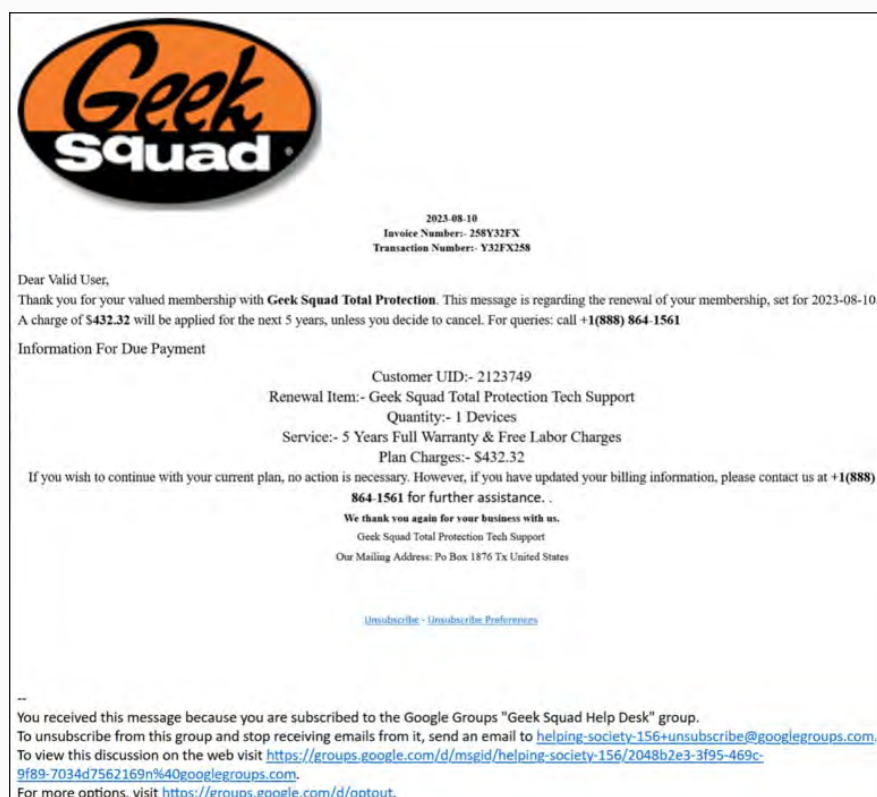 Geek
Squad
2023-08-10
Invoice Number:- 258Y32FX
Transaction Number:- Y32FX258
Dear Valid User,
Thank you for your valued membership with Geek Squad Total Protection. This message is regarding the renewal of your membership, set for 2023-08-10.
A charge of $432.32 will be applied for the next 5 years, unless you decide to cancel. For queries: call +1(888) 864-1561
Information For Due Payment
Customer UID:- 2123749
Renewal Item:- Geek Squad Total Protection Tech Support
Quantity:- 1 Devices
Service:- 5 Years Full Warranty & Free Labor Charges
Plan Charges:- $432.32
If you wish to continue with your current plan, no action is necessary. However, if you have updated your billing information, please contact us at +1(888)
864-1561 for further assistance. .
We thank you again for your business with us.
Geek Squad Total Protection Tech Support
Our Mailing Address: Po Box 1876 Tx United States
Unsubscribe - Unsubscribe Preferences
--
You received this message because you are subscribed to the Google Groups "Geek Squad Help Desk" group.
To unsubscribe from this group and stop receiving emails from it, send an email to helping-society-156+unsubscribe@googlegroups.com.
To view this discussion on the web visit https://groups.google.com/d/msgid/helping-society-156/2048b2e3-3f95-469c-
9f89-7034d7562169n%40googlegroups.com.
For more options, visit https://groups.google.com/d/optout.